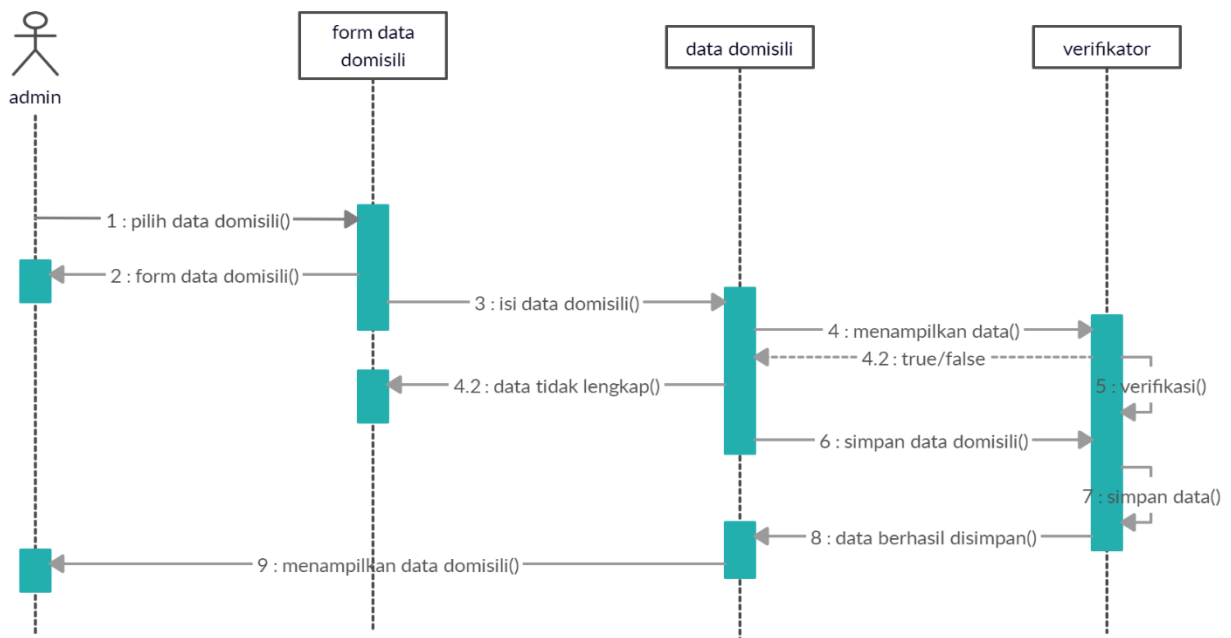 form data
domisili
data domisili
verifikator
admin
1 : pilih data domisili()
2 : form data domisili()
3 : isi data domisili()
4 : menampilkan data()
4.2 : true/false
4.2 : data tidak lengkap()
5 : verifikasi()
6 : simpan data domisili()
7 : simpan data()
8 : data berhasil disimpan()
9 : menampilkan data domisili()